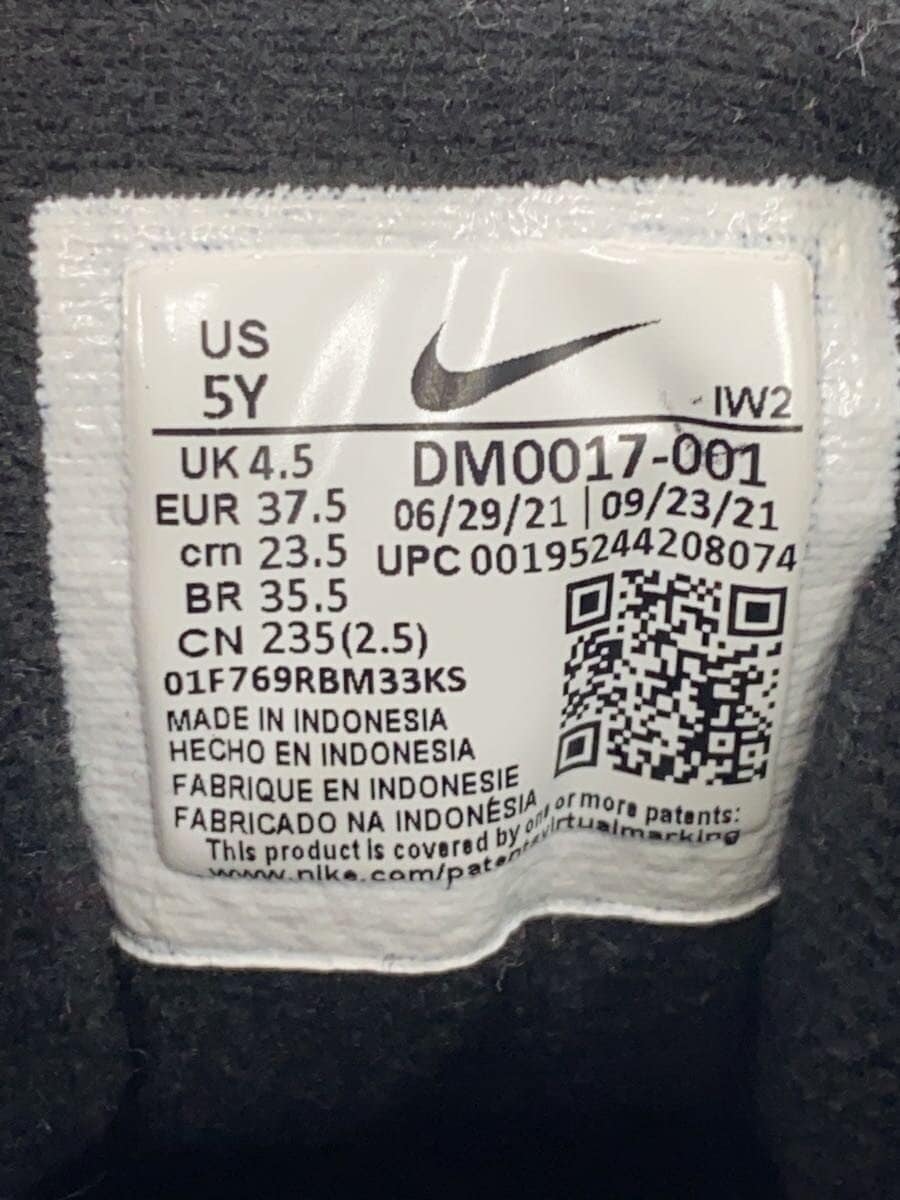 US
5Y
IW2
UK 4.5
DM0017-001
EUR 37.5
06/29/21 | 09/23/21
cm 23.5
UPC 00195244208074
BR 35.5
CN 235(2.5)
01F769RBM33KS
MADE IN INDONESIA
HECHO EN INDONESIA
FABRIQUE EN INDONESIE
FABRICADO NA INDONÉSIA
This product is covered by one or more patents:
www.nike.com/patentvirtualmarking